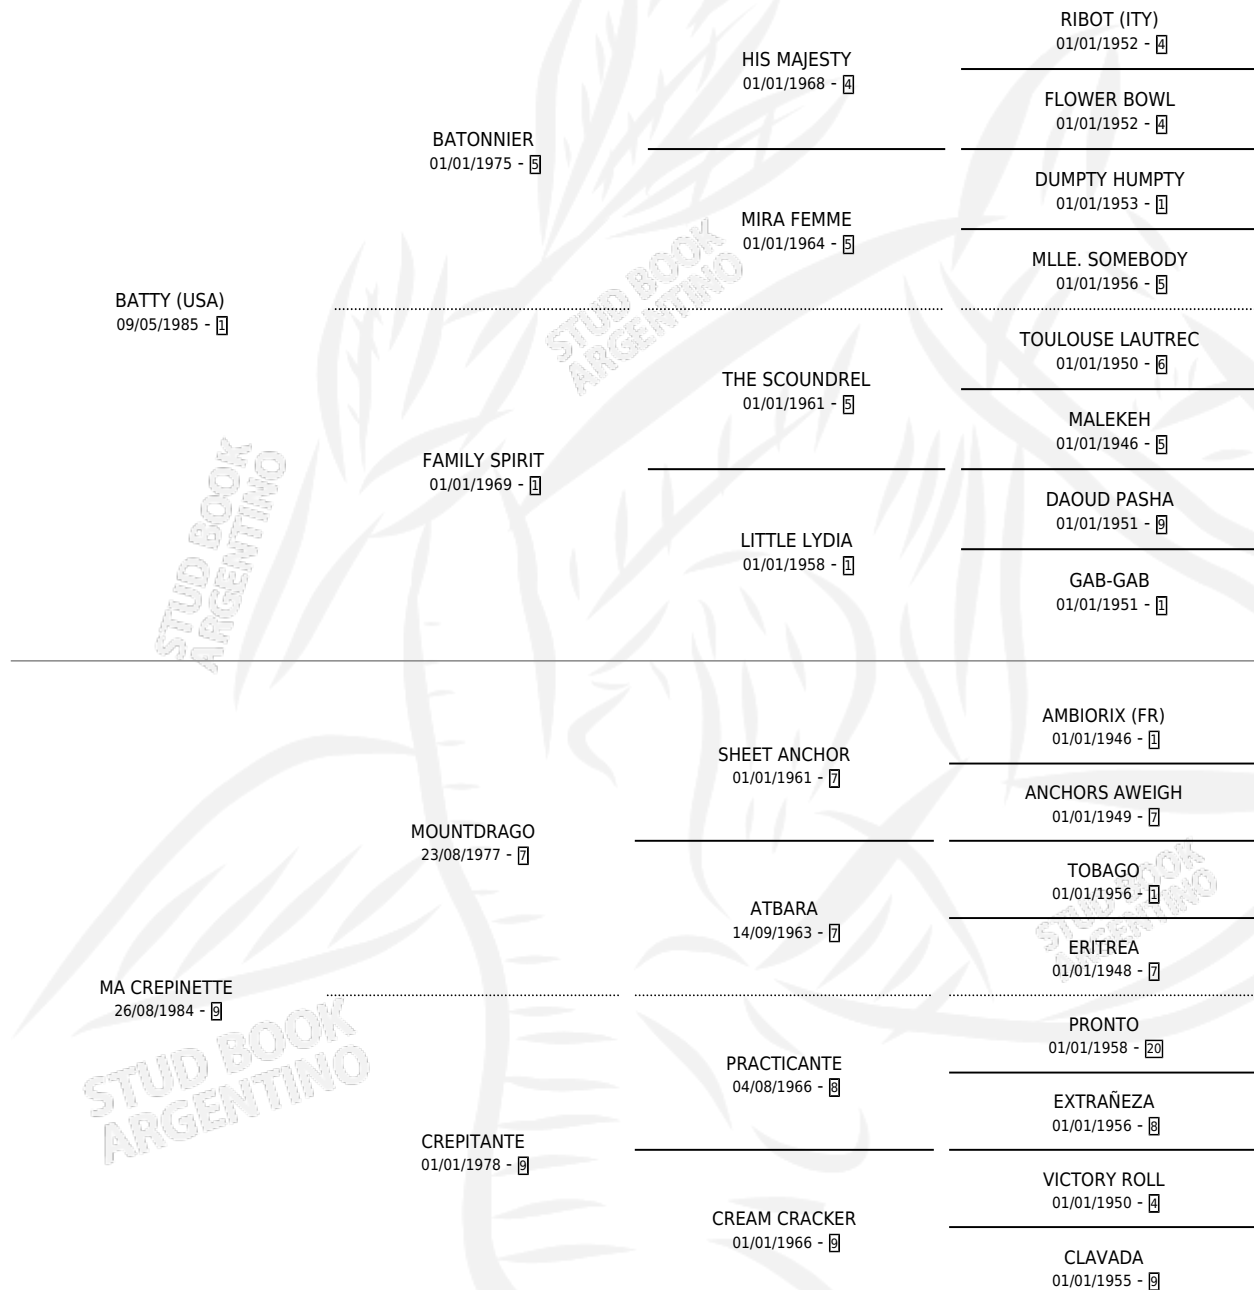 RIBOT (ITY)
01/01/1952 - 4
HIS MAJESTY
01/01/1968 - 4
FLOWER BOWL
01/01/1952 - 4
BATONNIER
01/01/1975 - 5
DUMPTY HUMPTY
01/01/1953 - 1
MIRA FEMME
01/01/1964 - 5
MLLE. SOMEBODY
01/01/1956 - 5
BATTY (USA)
09/05/1985 - 1
TOULOUSE LAUTREC
01/01/1950 - 6
THE SCOUNDREL
01/01/1961 - 5
MALEKEH
01/01/1946 - 5
FAMILY SPIRIT
01/01/1969 - 1
DAOUD PASHA
01/01/1951 - 9
LITTLE LYDIA
01/01/1958 - 1
GAB-GAB
01/01/1951 - 1
AMBIORIX (FR)
01/01/1946 - 1
SHEET ANCHOR
01/01/1961 - 7
ANCHORS AWEIGH
01/01/1949 - 7
MOUNTDRAGO
23/08/1977 - 7
TOBAGO
01/01/1956 - 1
ATBARA
14/09/1963 - 7
ERITREA
01/01/1948 - 7
MA CREPINETTE
26/08/1984 - 9
PRONTO
01/01/1958 - 20
PRACTICANTE
04/08/1966 - 8
EXTRAÑEZA
01/01/1956 - 8
CREPITANTE
01/01/1978 - 9
VICTORY ROLL
01/01/1950 - 4
CREAM CRACKER
01/01/1966 - 9
CLAVADA
01/01/1955 - 9
STUD BOOK
ARGENTINO
STUD BOOK
ARGENTINO
STUD BOOK
ARGENTINO
STUD BOOK
ARGENTINO